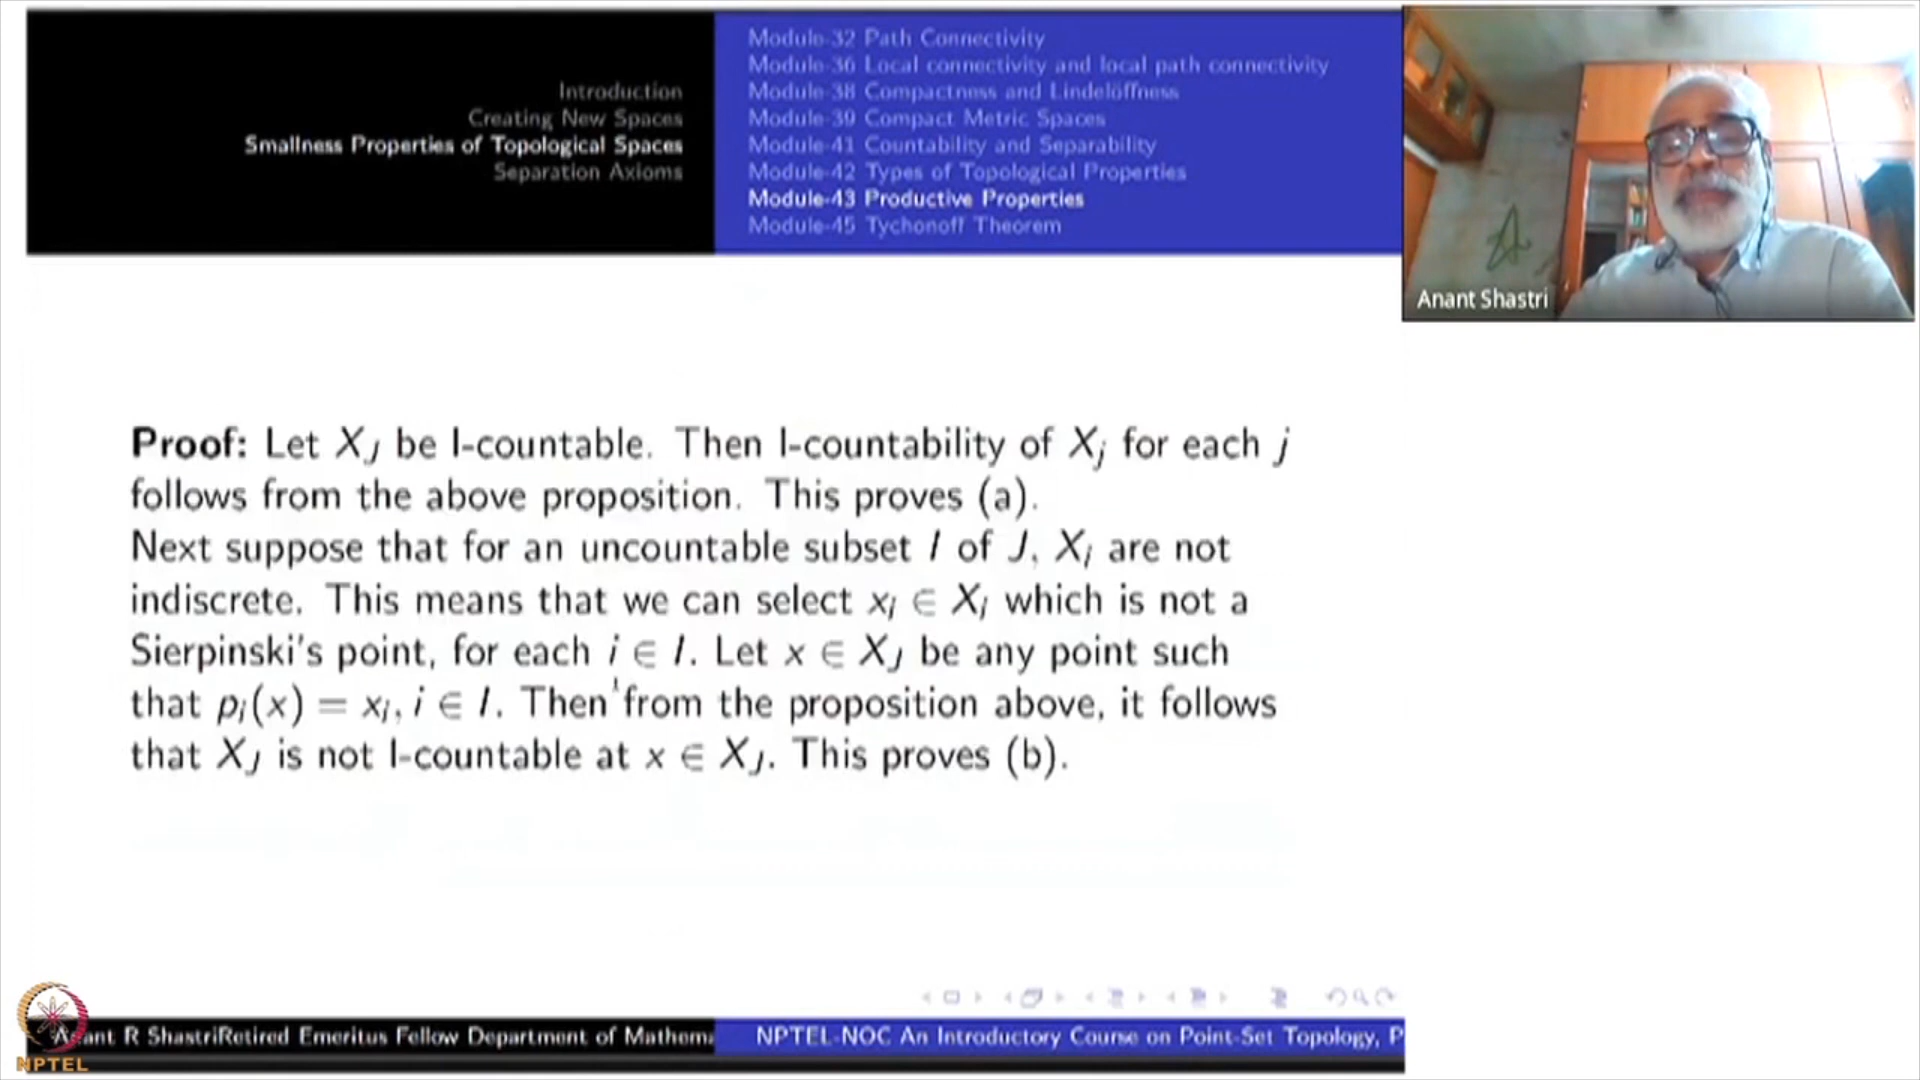 Introduction
Creating New Spaces
Smallness Properties of Topological Spaces
Separation Axioms
Module-32 Path Connectivity
Module-36 Local connectivity and local path connectivity
Module-38 Compactness and Lindelöffness
Module-39 Compact Metric Spaces
Module-41 Countability and Separability
Module-42 Types of Topological Properties
Module-43 Productive Properties
Module-45 Tychonoff Theorem
Anant Shastri
Proof: Let X_J be I-countable. Then I-countability of X_j for each j
follows from the above proposition. This proves (a).
Next suppose that for an uncountable subset I of J, X_i are not
indiscrete. This means that we can select x_i ∈ X_i which is not a
Sierpinski's point, for each i ∈ I. Let x ∈ X_J be any point such
that p_i(x) = x_i, i ∈ I. Then from the proposition above, it follows
that X_J is not I-countable at x ∈ X_J. This proves (b).
Anant R ShastriRetired Emeritus Fellow Department of Mathema
NPTEL-NOC An Introductory Course on Point-Set Topology, P
NPTEL